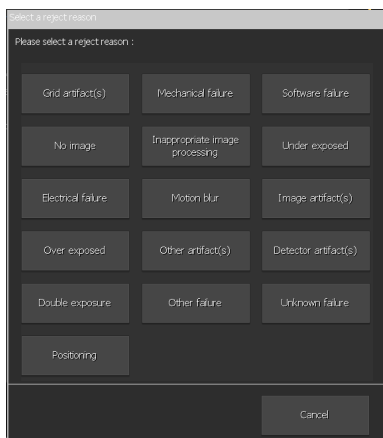 Select a reject reason
Please select a reject reason :
Grid artifact(s)
Mechanical failure
Software failure
No image
Inappropriate image
processing
Under exposed
Electrical failure
Motion blur
Image artifact(s)
Over exposed
Other artifact(s)
Detector artifact(s)
Double exposure
Other failure
Unknown failure
Positioning
Cancel